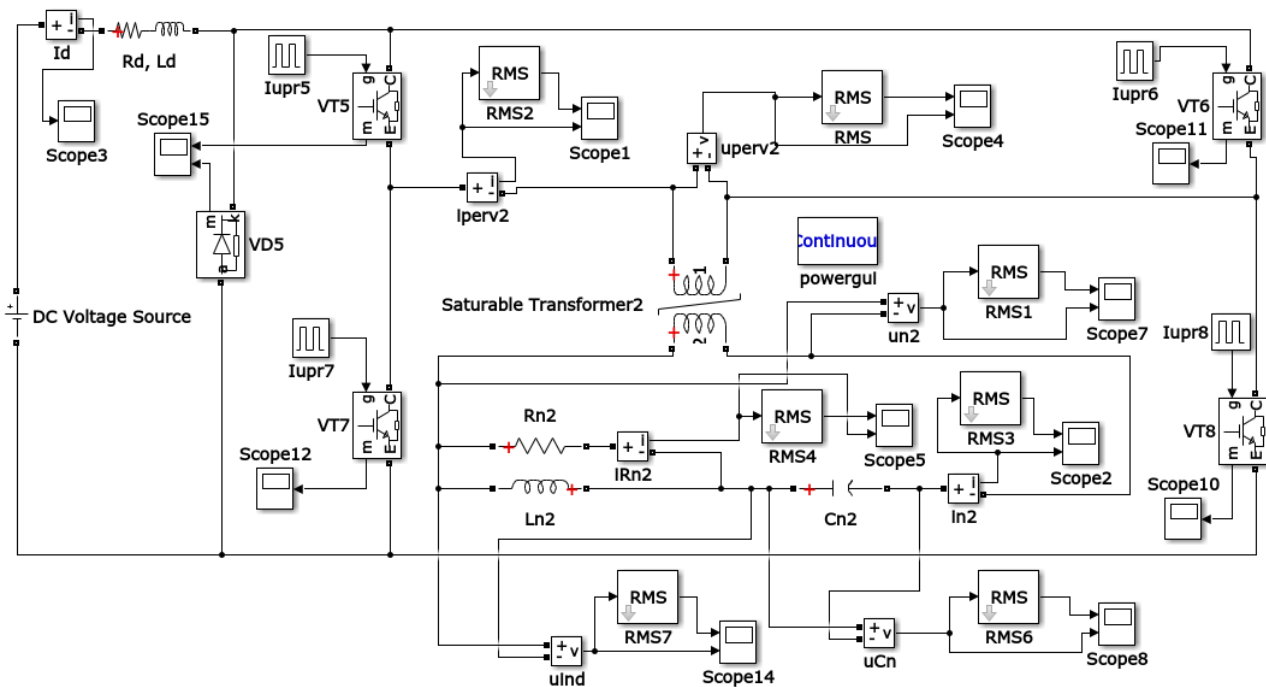 Id
Rd, Ld
Scope3
Scope15
Iupr5
VT5
g
C
m
E
VD5
m
k
a
DC Voltage Source
Iupr7
VT7
g
C
m
E
Scope12
RMS
RMS2
Scope1
Iperv2
i
uperv2
v
RMS
RMS
Scope4
Iupr6
VT6
g
C
m
E
Scope11
Continuou
powergui
Saturable Transformer2
1
2
un2
v
RMS
RMS1
Scope7
Iupr8
VT8
g
C
m
E
Scope10
Rn2
IRn2
i
RMS
RMS4
Scope5
RMS
RMS3
Scope2
Ln2
Cn2
In2
i
uInd
v
RMS
RMS7
Scope14
uCn
v
RMS
RMS6
Scope8